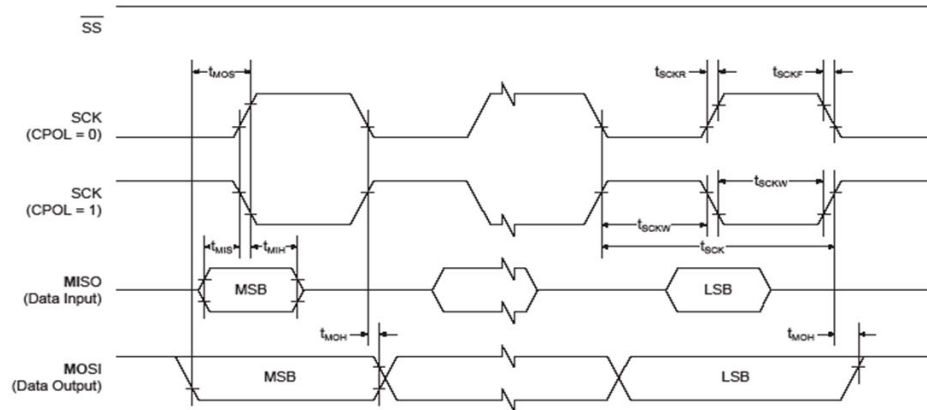 SS
tMOS
tSCKR
tSCKF
SCK
(CPOL = 0)
SCK
(CPOL = 1)
tSCKW
tSCKW
tSCK
tMIS
tMIH
MISO
(Data Input)
MSB
LSB
tMOH
tMOH
MOSI
(Data Output)
MSB
LSB